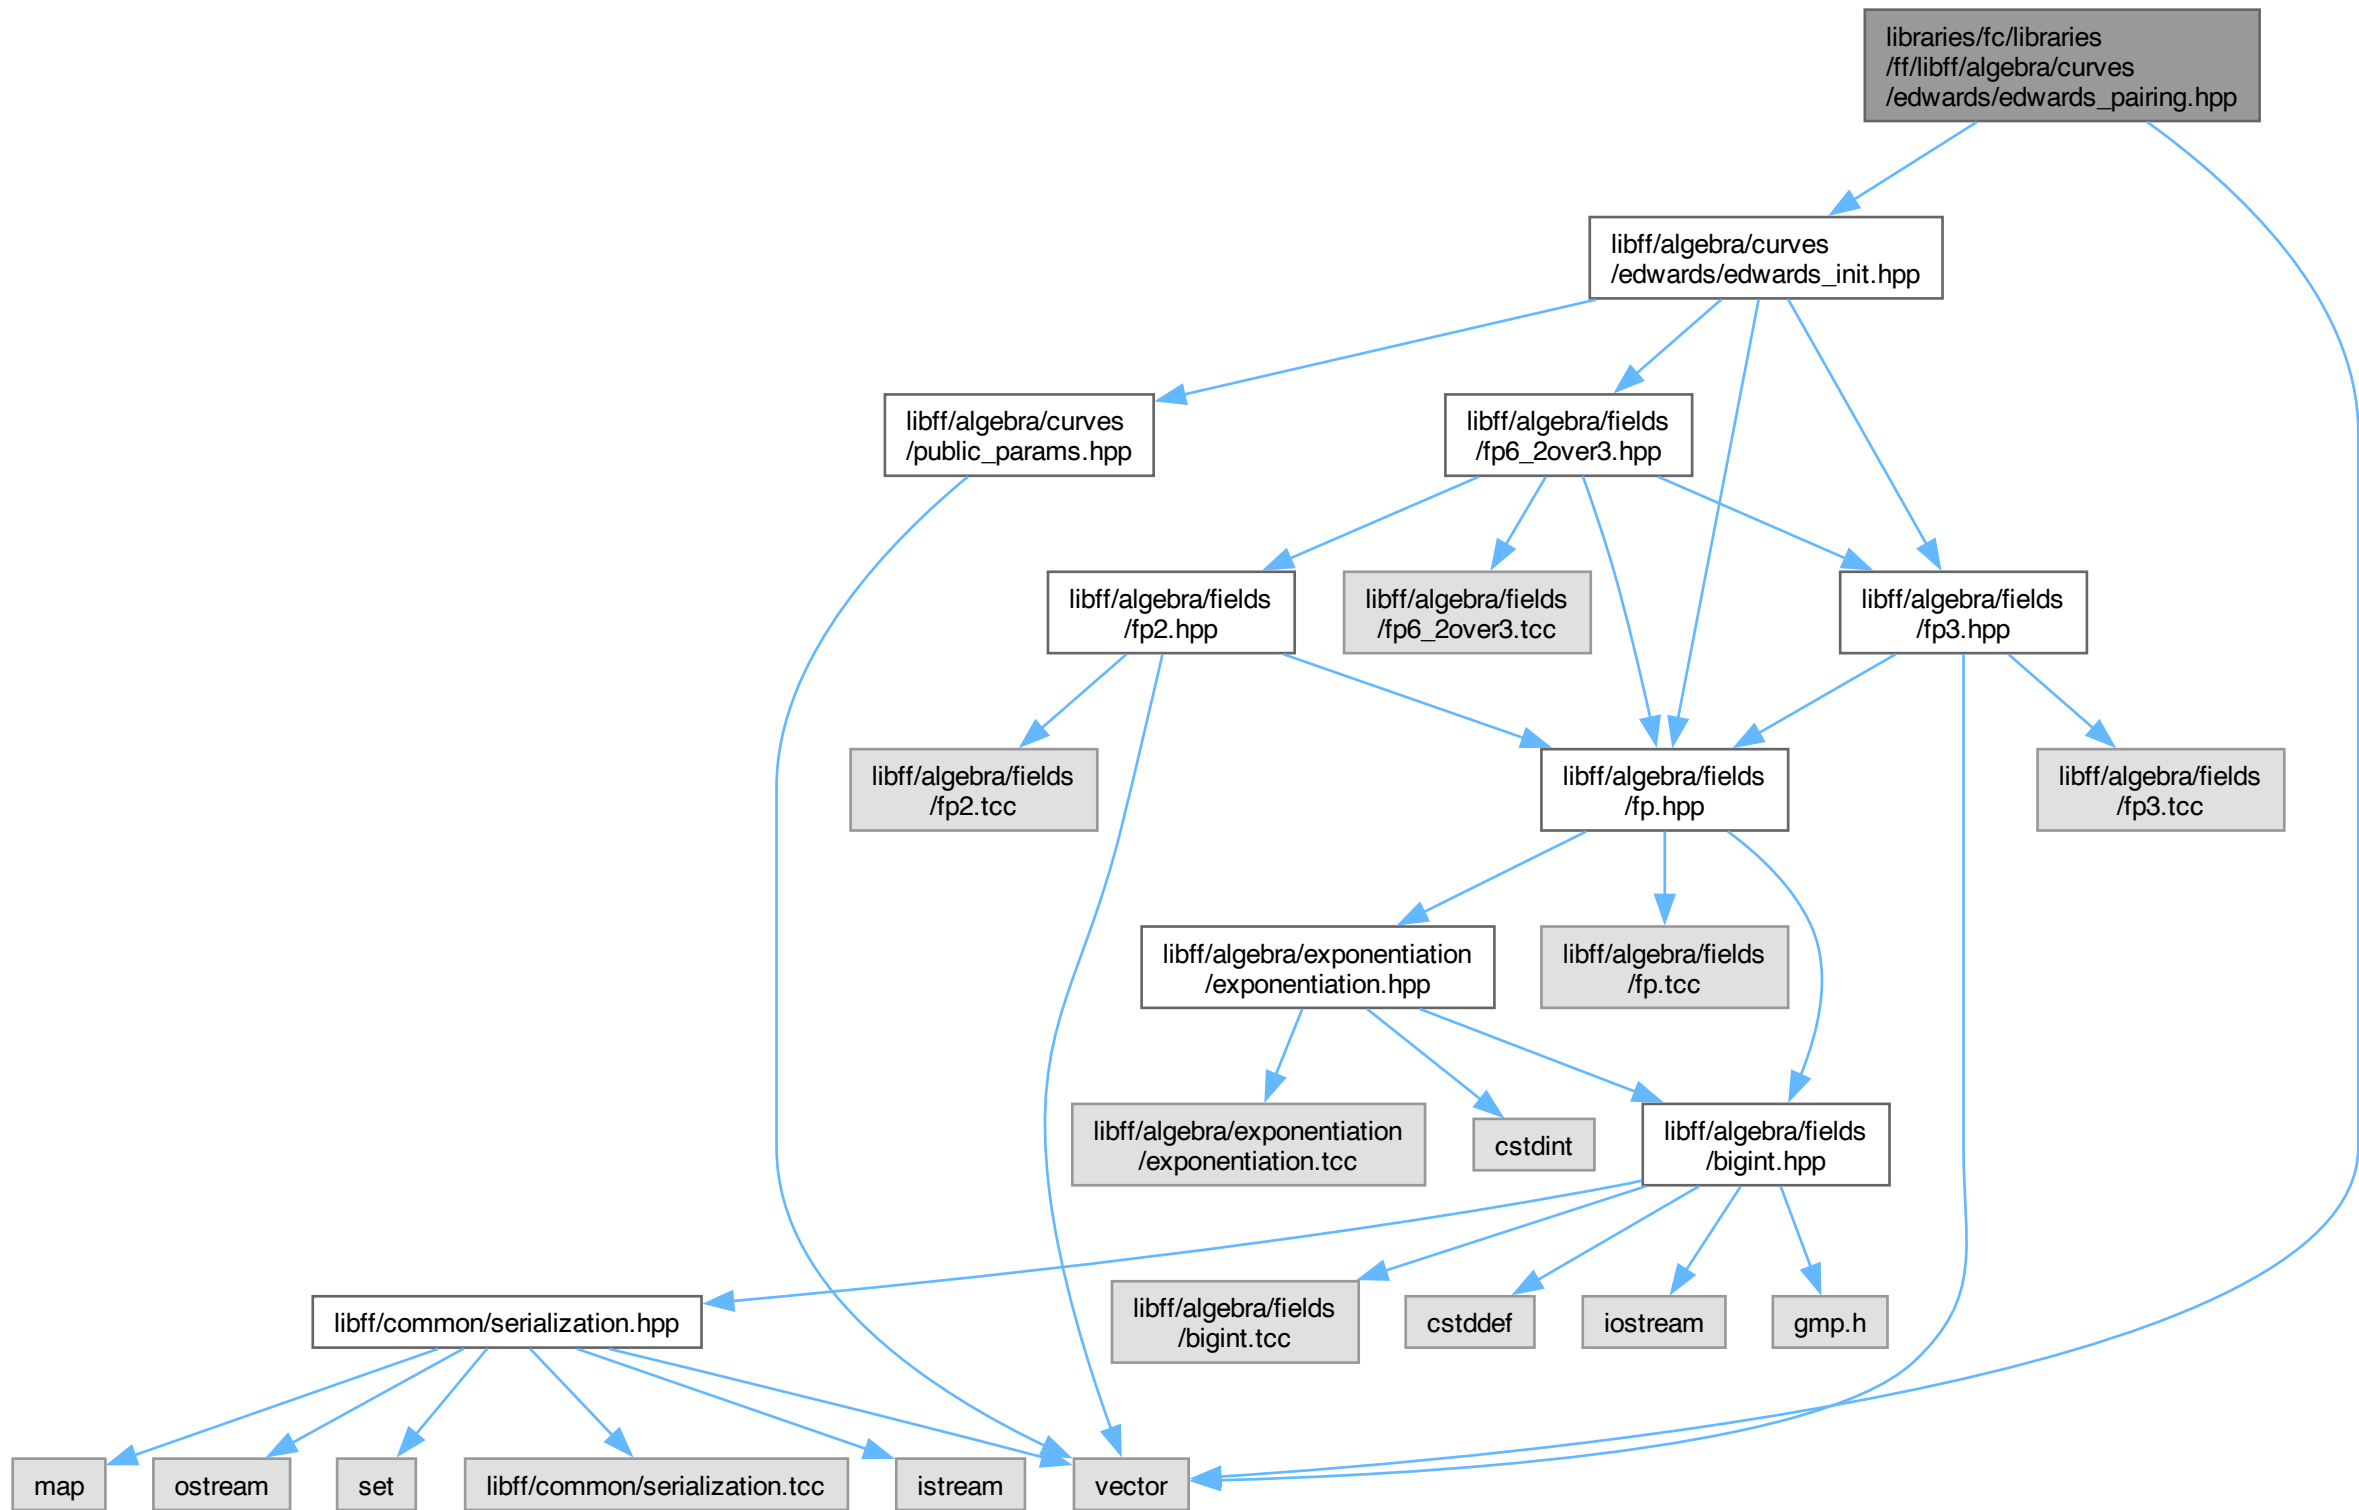 libraries/fc/libraries
/ff/libff/algebra/curves
/edwards/edwards_pairing.hpp
libff/algebra/curves
/edwards/edwards_init.hpp
libff/algebra/curves
/public_params.hpp
libff/algebra/fields
/fp6_2over3.hpp
libff/algebra/fields
/fp2.hpp
libff/algebra/fields
/fp6_2over3.tcc
libff/algebra/fields
/fp3.hpp
libff/algebra/fields
/fp2.tcc
libff/algebra/fields
/fp.hpp
libff/algebra/fields
/fp3.tcc
libff/algebra/exponentiation
/exponentiation.hpp
libff/algebra/fields
/fp.tcc
libff/algebra/exponentiation
/exponentiation.tcc
cstdint
libff/algebra/fields
/bigint.hpp
libff/common/serialization.hpp
libff/algebra/fields
/bigint.tcc
cstddef
iostream
gmp.h
map
ostream
set
libff/common/serialization.tcc
istream
vector